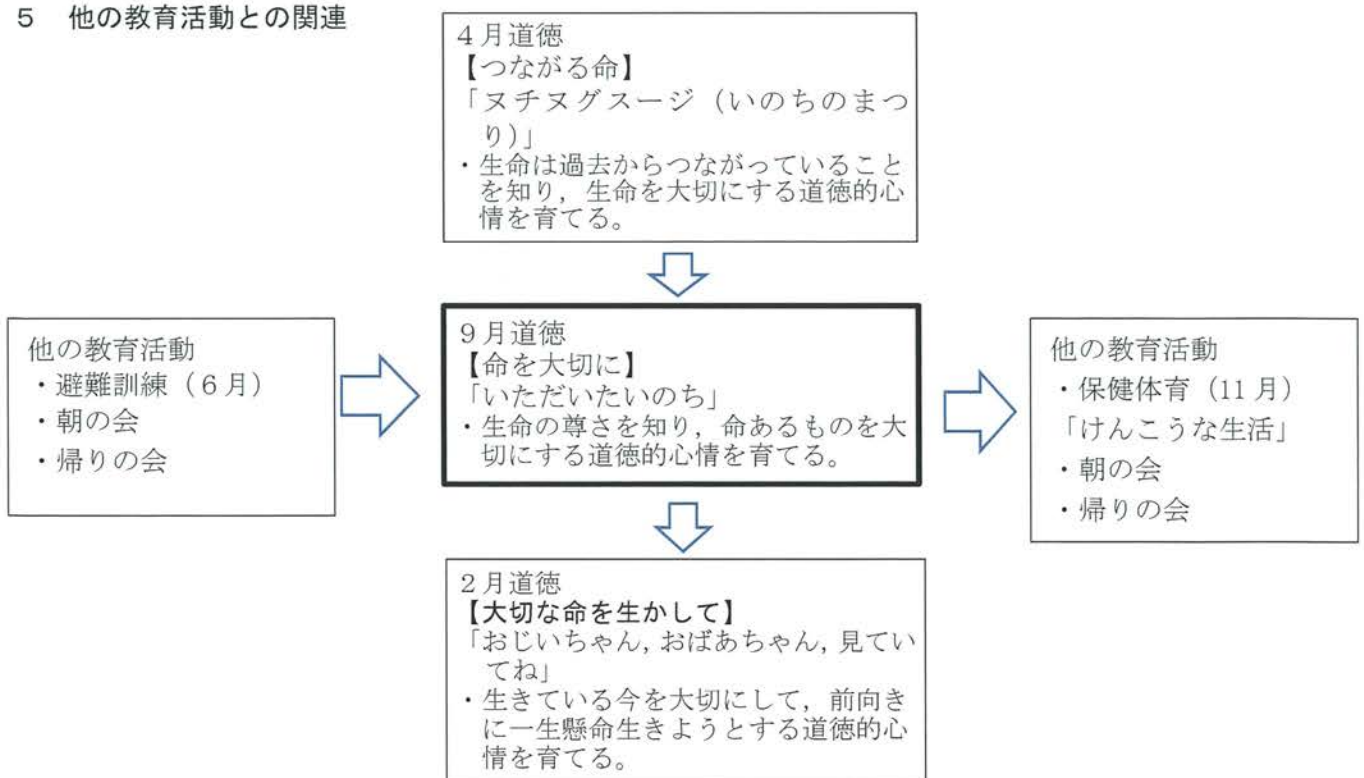 5　他の教育活動との関連
4月道徳
【つながる命】
「ヌチヌグスージ（いのちのまつ
り）」
・生命は過去からつながっていること
を知り，生命を大切にする道徳的心
情を育てる。
他の教育活動
・避難訓練（6月）
・朝の会
・帰りの会
9月道徳
【命を大切に】
「いただいたいのち」
・生命の尊さを知り，命あるものを大
切にする道徳的心情を育てる。
他の教育活動
・保健体育（11月）
「けんこうな生活」
・朝の会
・帰りの会
2月道徳
【大切な命を生かして】
「おじいちゃん，おばあちゃん，見てい
てね」
・生きている今を大切にして，前向き
に一生懸命生きようとする道徳的心
情を育てる。